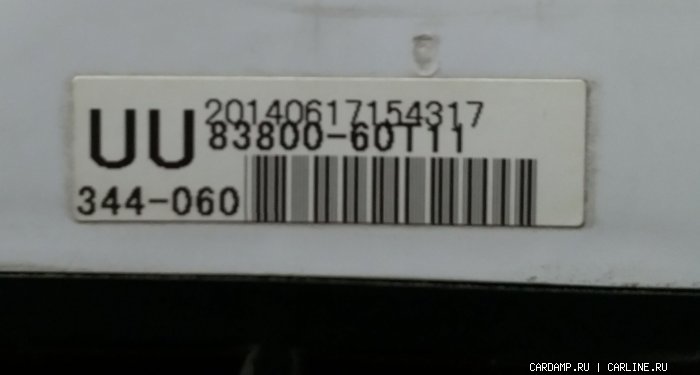 UU
20140617154317
83800-60T11
344-060
CARDAMP.RU | CARLINE.RU